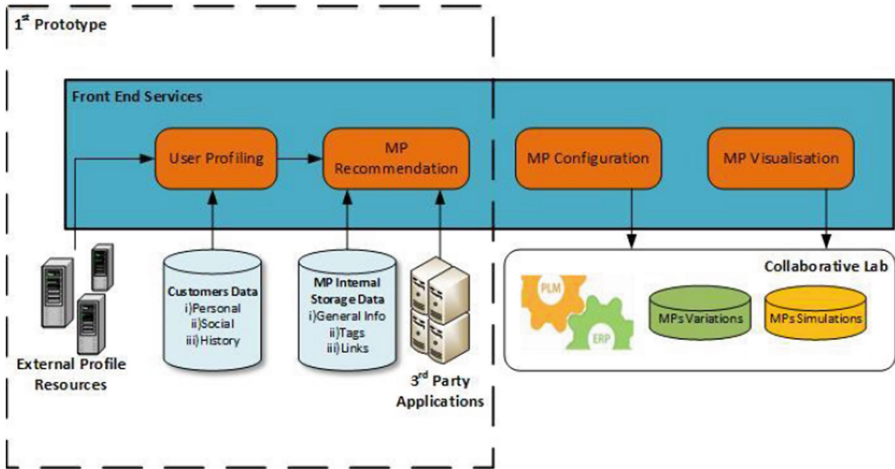 1st Prototype
Front End Services
User Profiling
MP
Recommendation
MP Configuration
MP Visualisation
External Profile
Resources
Customers Data
i)Personal
ii)Social
iii)History
MP Internal
Storage Data
i)General Info
ii)Tags
iii)Links
3rd Party
Applications
Collaborative Lab
PLM
ERP
MPs Variations
MPs Simulations